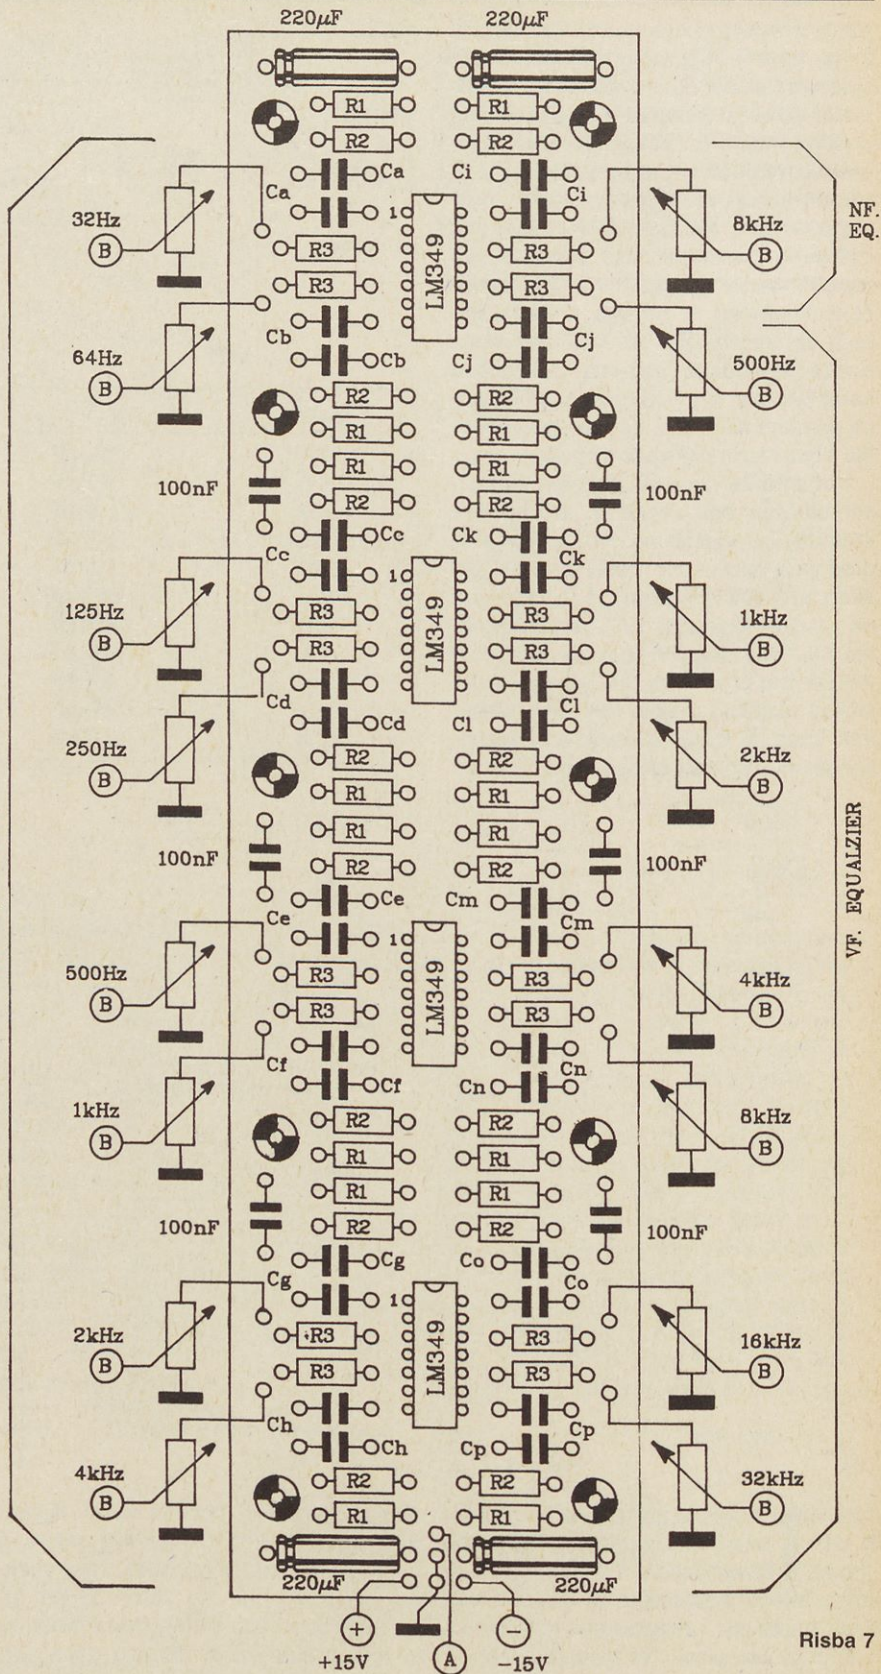 220µF 220µF
R1 R1
R2 R2
Ca Ci
Ca Ci
32Hz 1 8kHz NF.
B R3 LM349 R3 B EQ.
R3 R3
Cb Cj
64Hz Cb Cj 500Hz
B R2 R2 B
R1 R1
R1 R1
100nF R2 R2 100nF
Cc Ck
Cc 1 Ck
125Hz R3 LM349 R3 1kHz
B R3 R3 B
Cd Cl
Cd Cl
250Hz R2 R2 2kHz
B R1 R1 B
R1 R1
100nF R2 R2 100nF
Ce Cm
Ce 1 Cm
VF. EQUALZIER
500Hz R3 LM349 R3 4kHz
B R3 R3 B
Cf Cn
Cf Cn
1kHz R2 R2 8kHz
B R1 R1 B
R1 R1
100nF R2 R2 100nF
Cg Co
Cg 1 Co
2kHz R3 LM349 R3 16kHz
B R3 R3 B
Ch Cp
Ch Cp
4kHz R2 R2 32kHz
B R1 R1 B
220µF 220µF
+ −
+15V A −15V
Risba 7